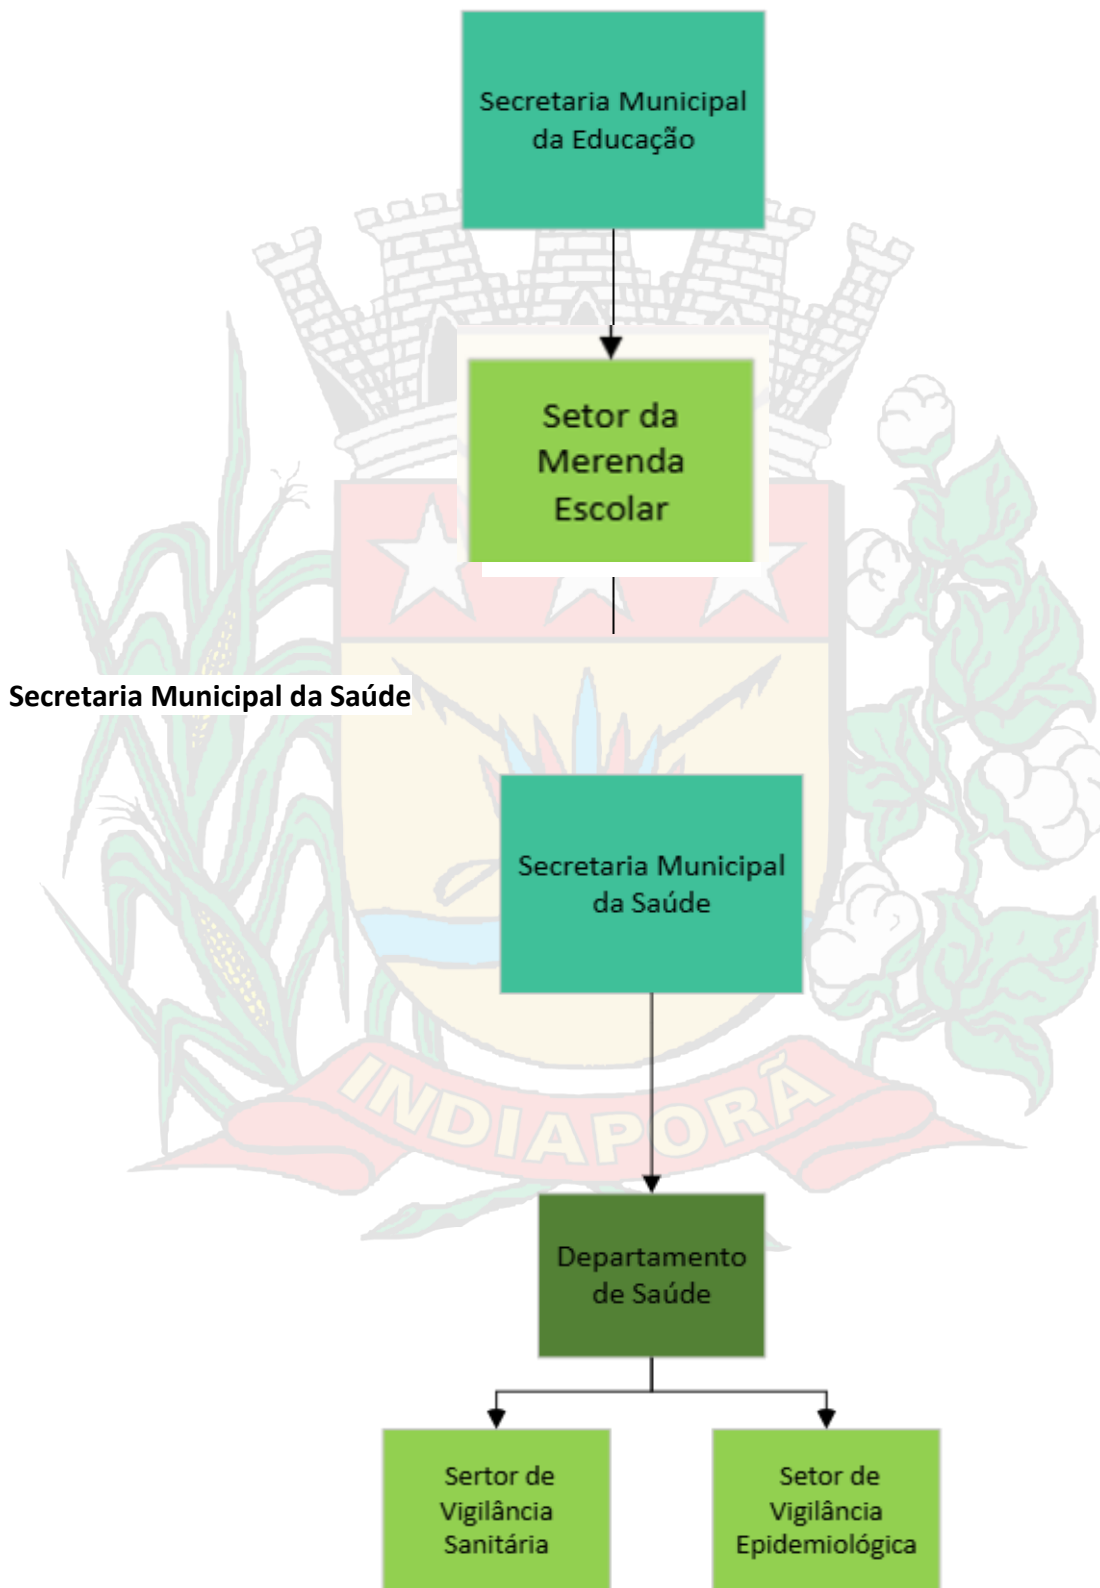 Secretaria Municipal
da Educação
Setor da
Merenda
Escolar
Secretaria Municipal da Saúde
Secretaria Municipal
da Saúde
INDIAPORÃ
Departamento
de Saúde
Sertor de
Vigilância
Sanitária
Setor de
Vigilância
Epidemiológica